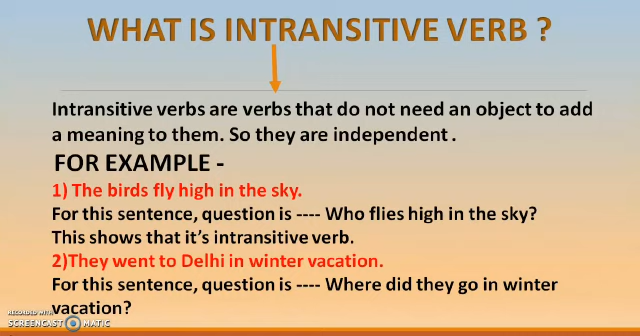 WHAT IS INTRANSITIVE VERB ?
Intransitive verbs are verbs that do not need an object to add
a meaning to them. So they are independent .
FOR EXAMPLE -
1) The birds fly high in the sky.
For this sentence, question is ---- Who flies high in the sky?
This shows that it's intransitive verb.
2)They went to Delhi in winter vacation.
For this sentence, question is ---- Where did they go in winter
vacation?
RECORDED WITH
SCREENCAST MATIC